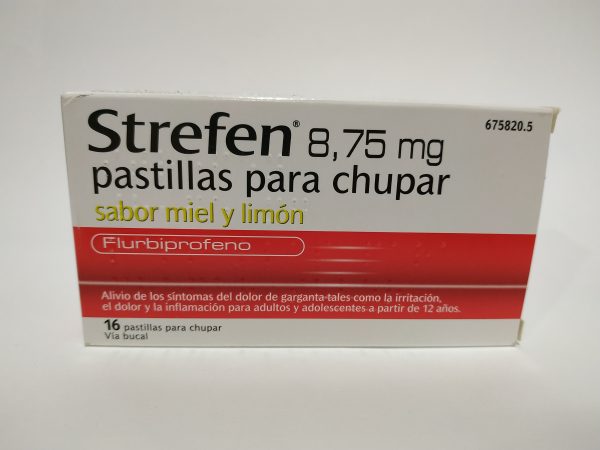 Strefen® 8,75 mg
675820.5
pastillas para chupar
sabor miel y limón
Flurbiprofeno
Alivio de los síntomas del dolor de garganta tales como la irritación,
el dolor y la inflamación para adultos y adolescentes a partir de 12 años.
16 pastillas para chupar
Vía bucal